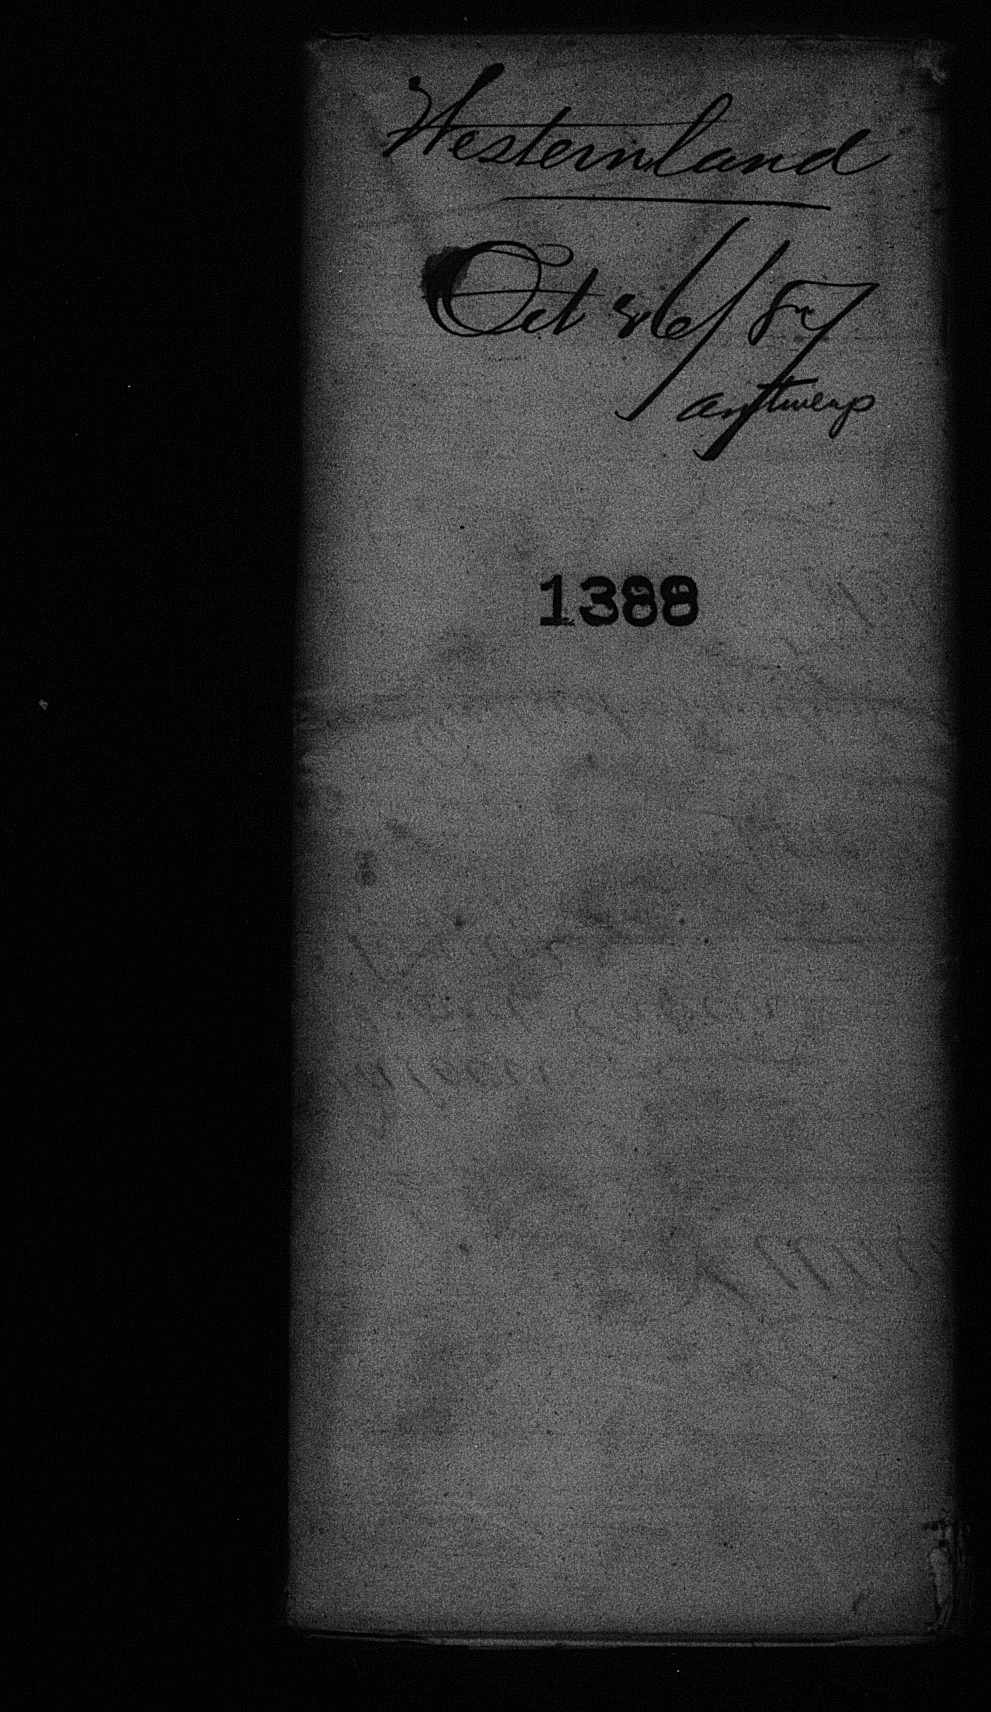 Westernland
Oct 26/87
Antwerp
1388